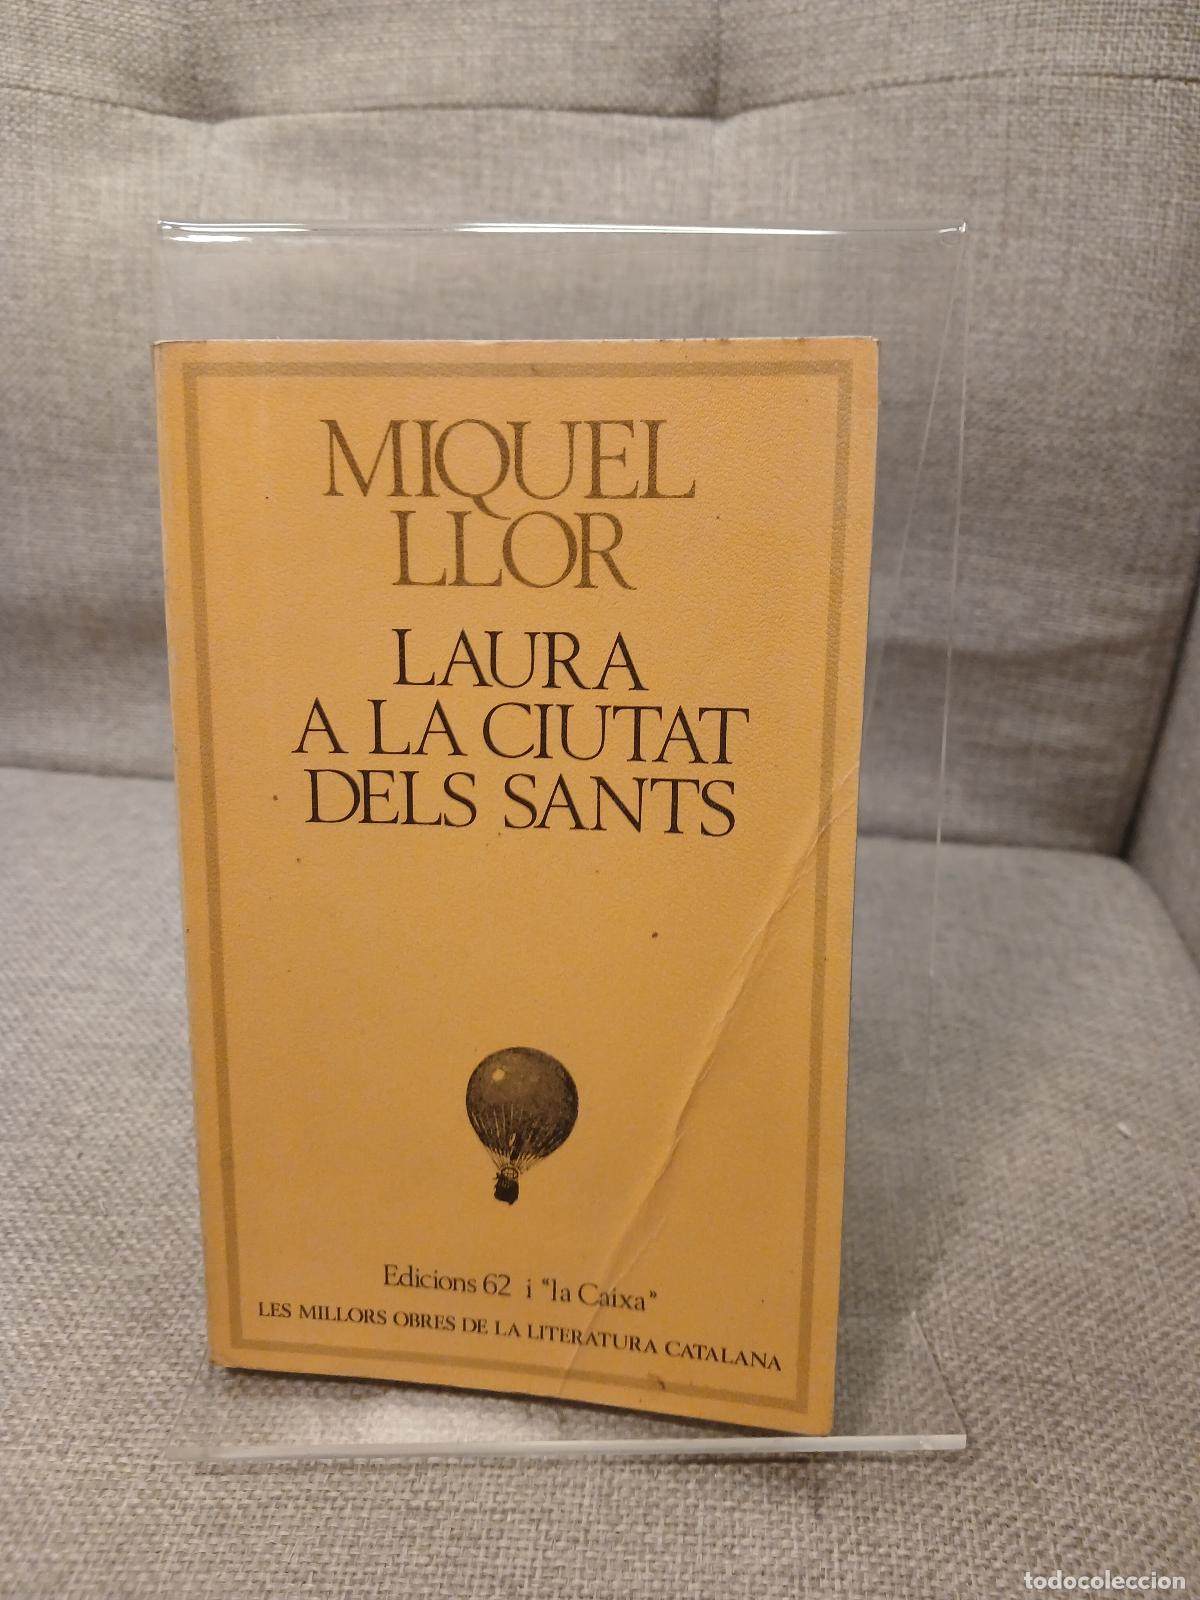 MIQUEL
LLOR
LAURA
A LA CIUTAT
DELS SANTS
Edicions 62 i "la Caixa"
LES MILLORS OBRES DE LA LITERATURA CATALANA
todocoleccion